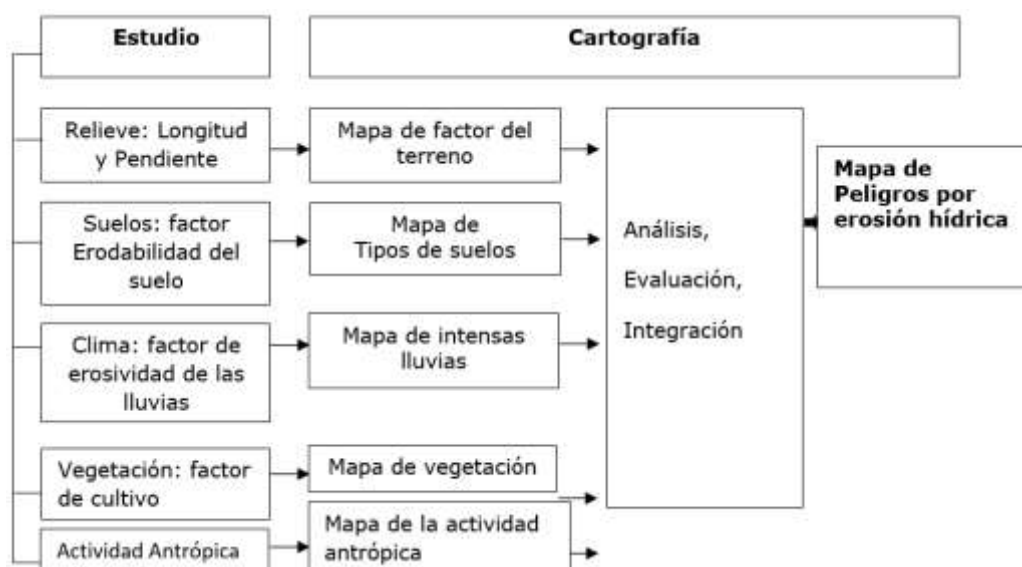 Estudio
Cartografía
Relieve: Longitud
y Pendiente
Mapa de factor del
terreno
Suelos: factor
Erodabilidad del
suelo
Mapa de
Tipos de suelos
Clima: factor de
erosividad de las
lluvias
Mapa de intensas
lluvias
Vegetación: factor
de cultivo
Mapa de vegetación
Actividad Antrópica
Mapa de la actividad
antrópica
Análisis,
Evaluación,
Integración
Mapa de
Peligros por
erosión hídrica